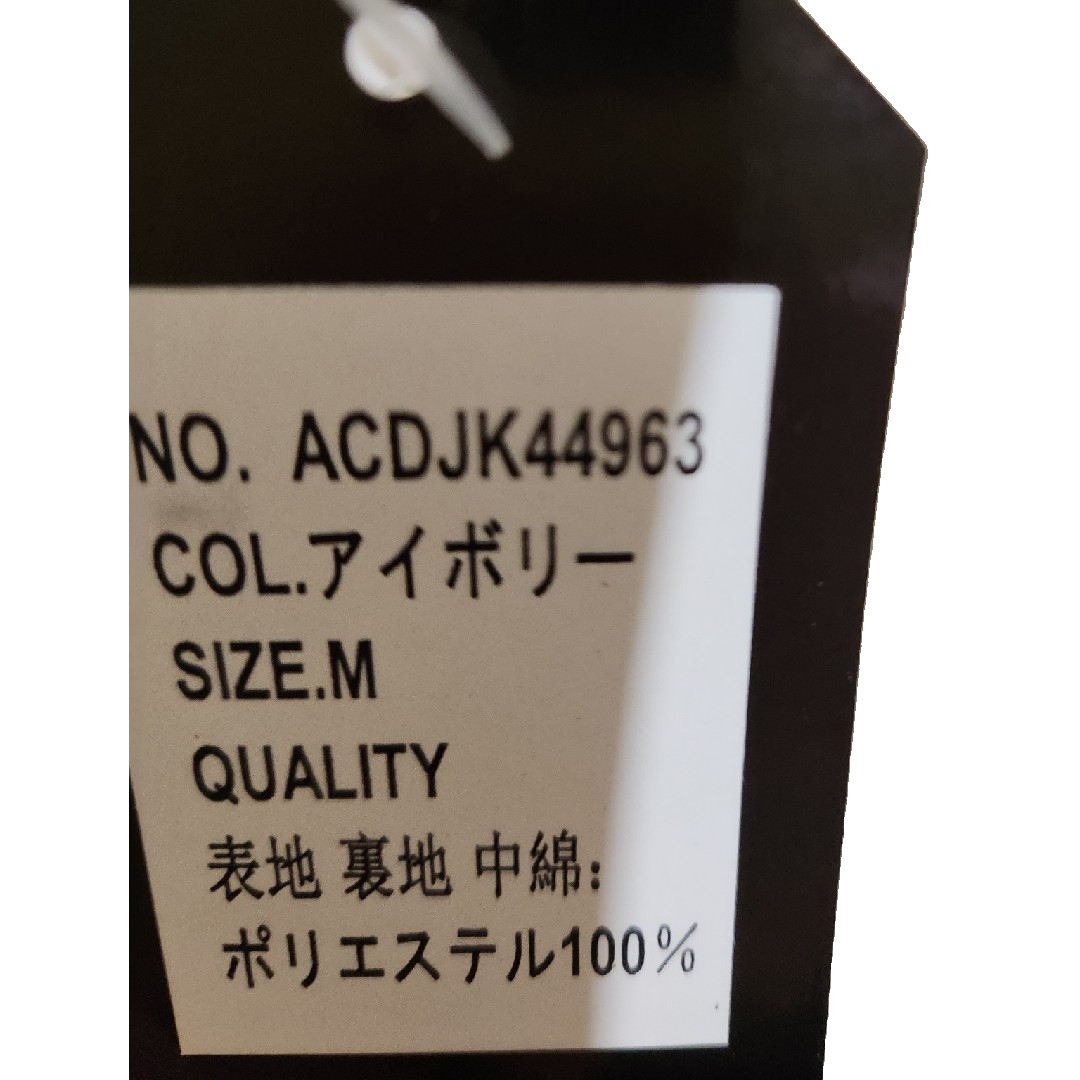 NO. ACDJK44963
COL.アイボリー
SIZE.M
QUALITY
表地 裏地 中綿:
ポリエステル100%